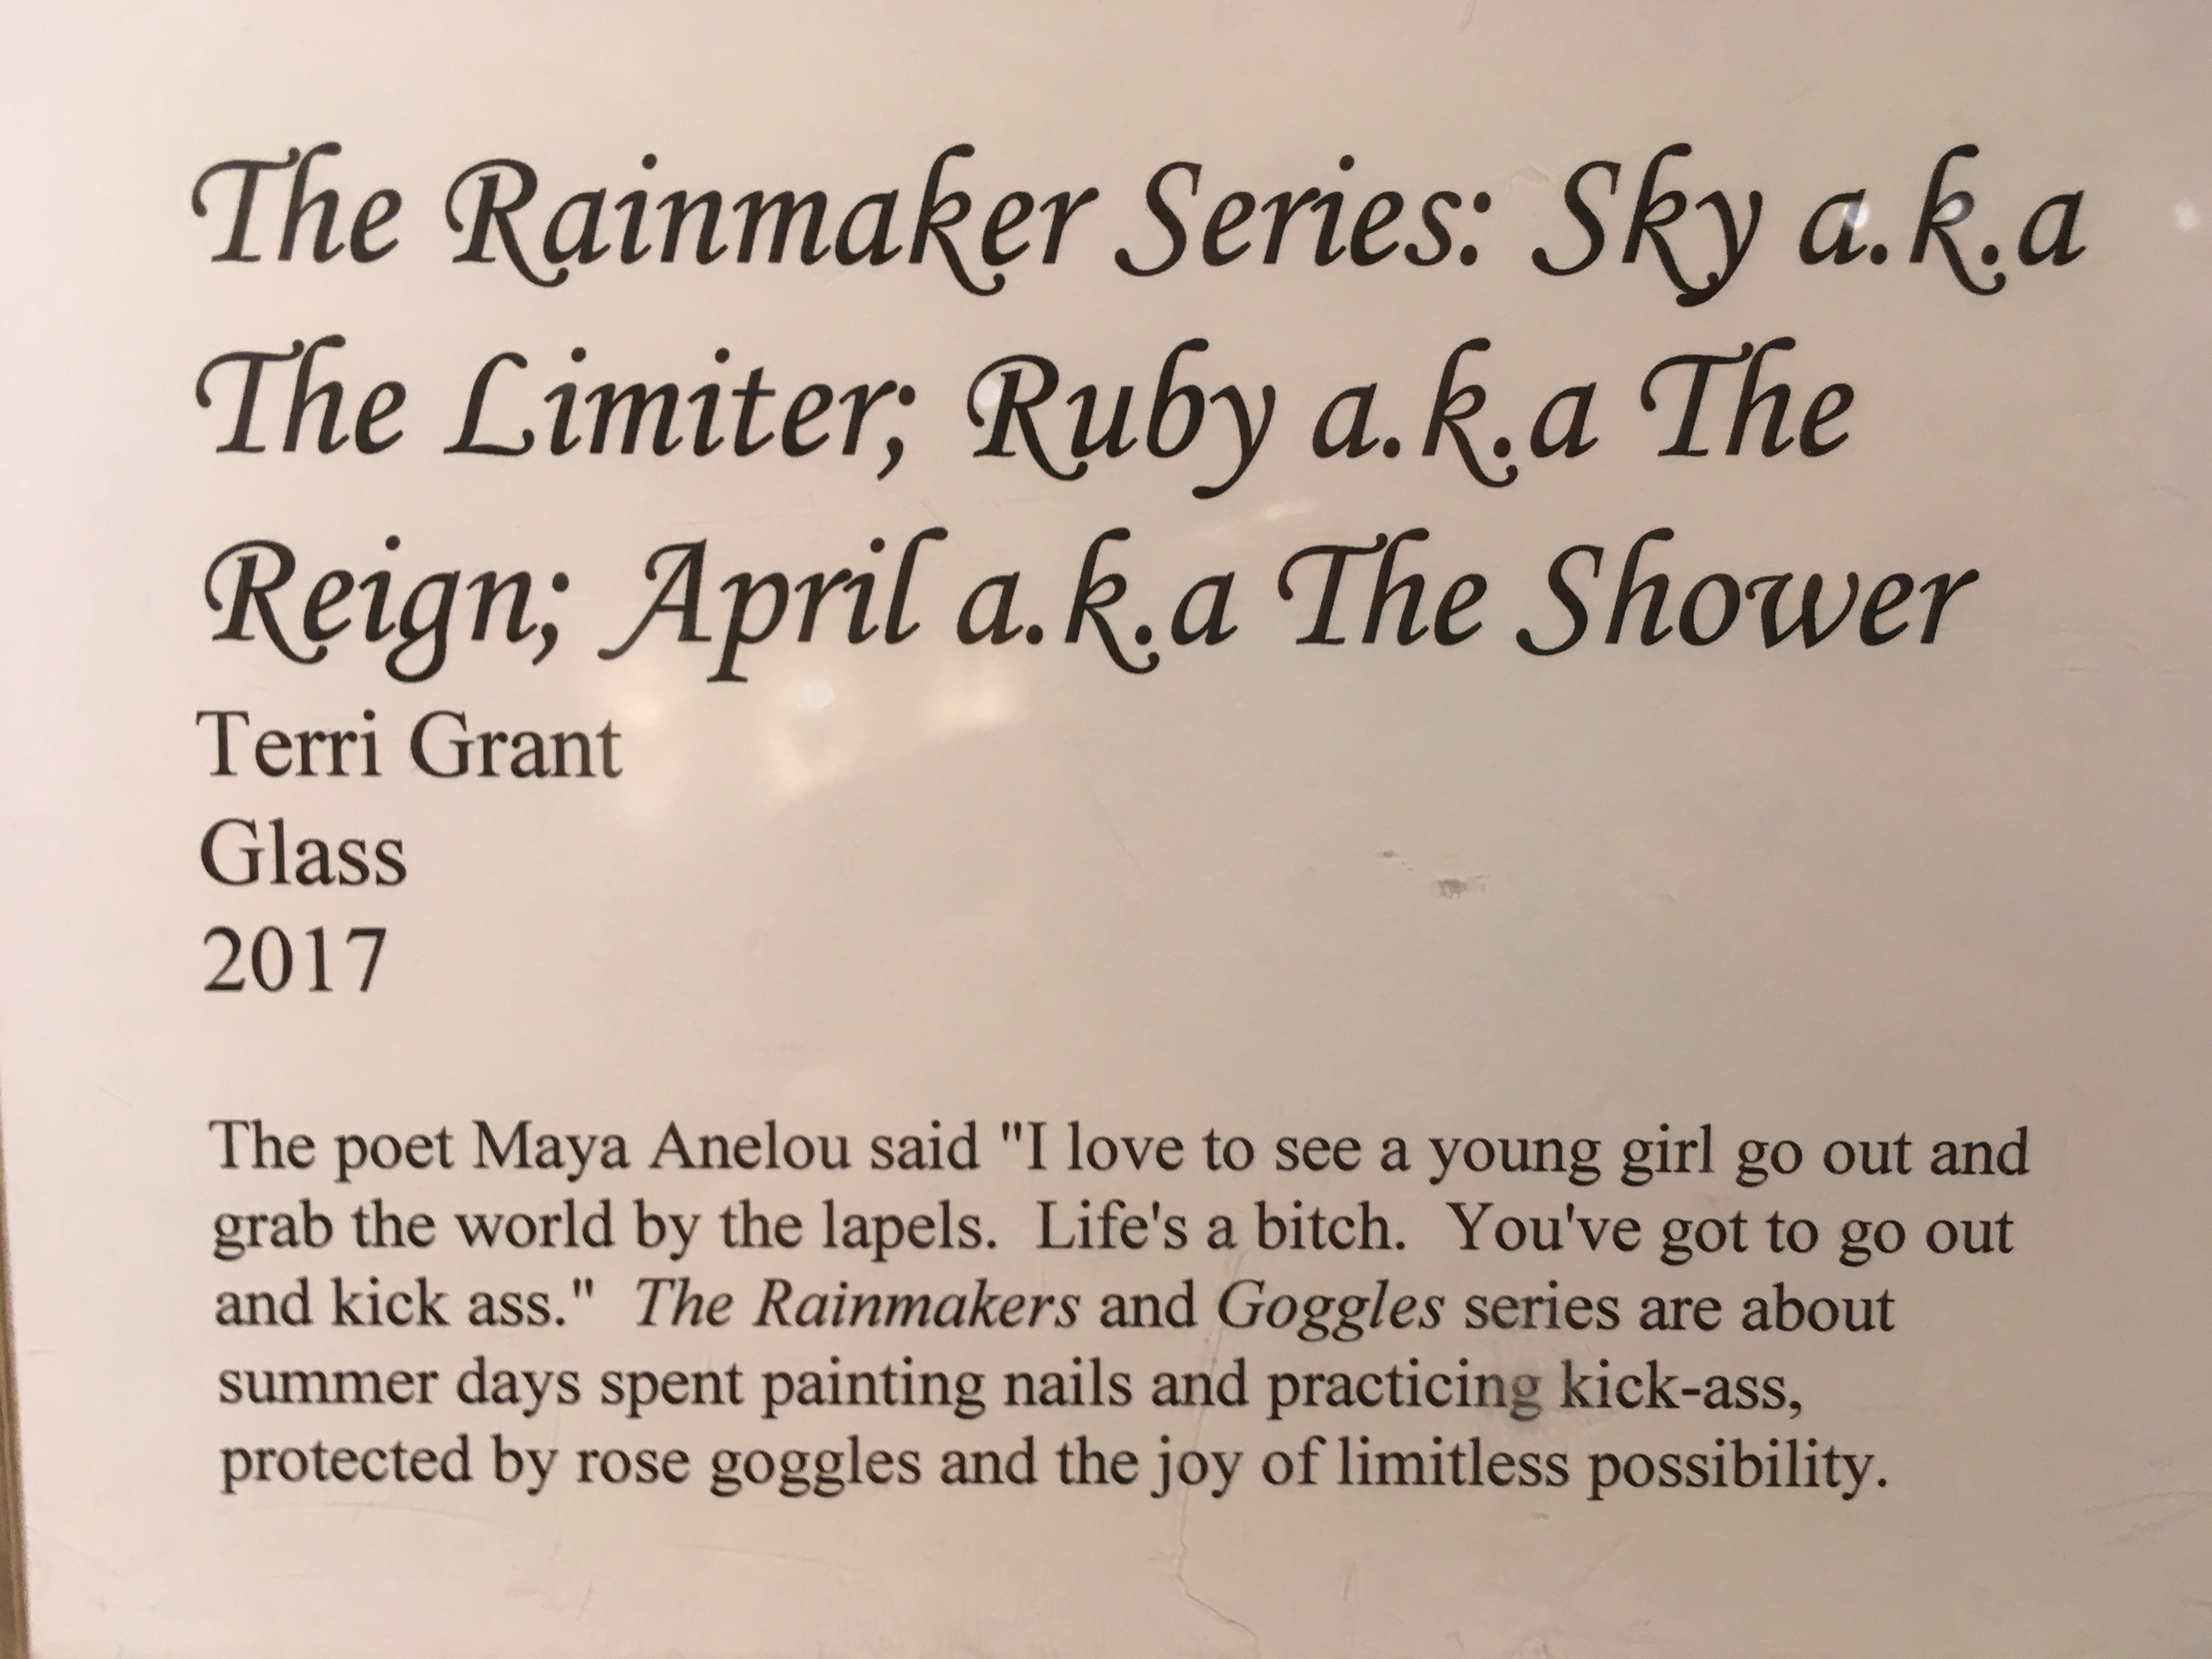 The Rainmaker Series: Sky a.k.a
The Limiter; Ruby a.k.a The
Reign; April a.k.a The Shower
Terri Grant
Glass
2017
The poet Maya Anelou said "I love to see a young girl go out and
grab the world by the lapels.  Life's a bitch.  You've got to go out
and kick ass."  The Rainmakers and Goggles series are about
summer days spent painting nails and practicing kick-ass,
protected by rose goggles and the joy of limitless possibility.